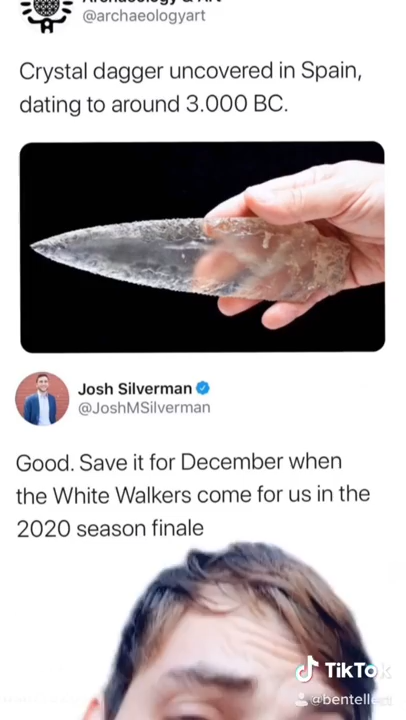 @archaeologyart
Crystal dagger uncovered in Spain,
dating to around 3.000 BC.
Josh Silverman
@JoshMSilverman
Good. Save it for December when
the White Walkers come for us in the
2020 season finale
TikTok